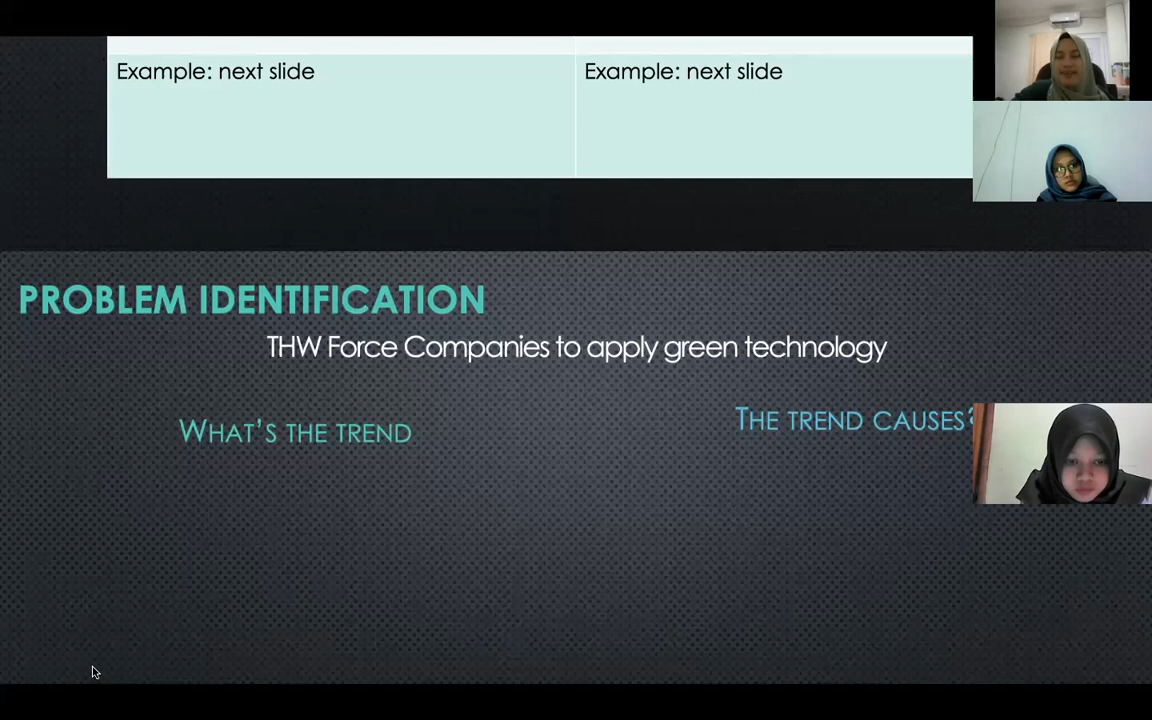 Example: next slide
Example: next slide
PROBLEM IDENTIFICATION
THW Force Companies to apply green technology
WHAT'S THE TREND
THE TREND CAUSES?